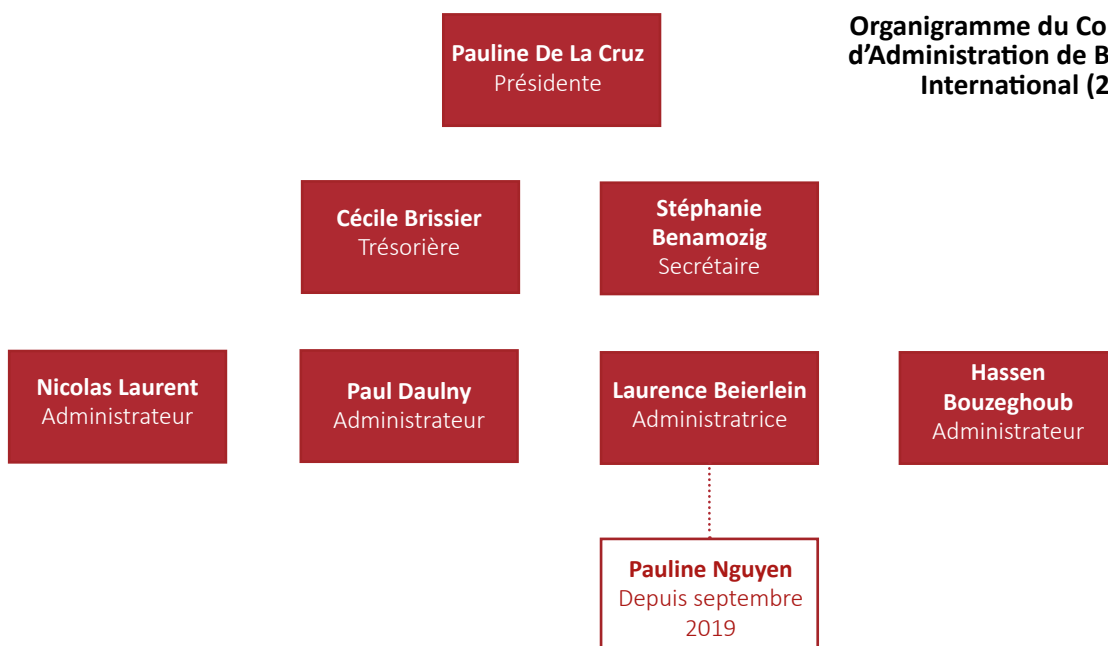 Organigramme du Co
d'Administration de B
International (2
Pauline De La Cruz
Présidente
Cécile Brissier
Trésorière
Stéphanie
Benamozig
Secrétaire
Nicolas Laurent
Administrateur
Paul Daulny
Administrateur
Laurence Beierlein
Administratrice
Hassen
Bouzeghoub
Administrateur
Pauline Nguyen
Depuis septembre
2019